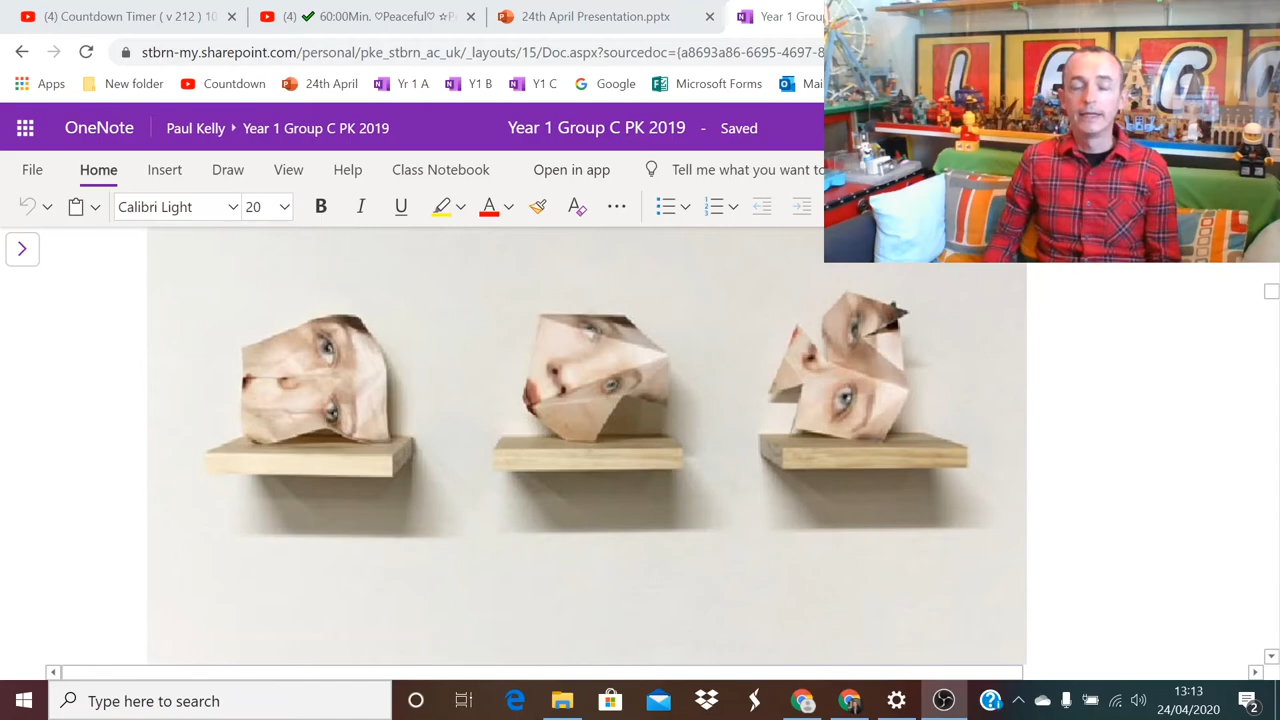 (4) Countdown Timer ( v 212 )
(4) ✔ 60:00Min. ♡Peaceful♡ ☆P
24th April Presentation.pptx
Year 1 Group
stbrn-my.sharepoint.com/personal/
_layouts/15/Doc.aspx?sourcedoc={a8693a86-6695-4697-8
Apps
New folder
Countdown
24th April
Yr 1 A
Y1 B
Y1 C
Google
Microsoft Forms
Mai
OneNote
Paul Kelly
Year 1 Group C PK 2019
Year 1 Group C PK 2019 - Saved
File
Home
Insert
Draw
View
Help
Class Notebook
Open in app
Tell me what you want to
Calibri Light
20
B
I
U
A
Type here to search
13:13
24/04/2020
2